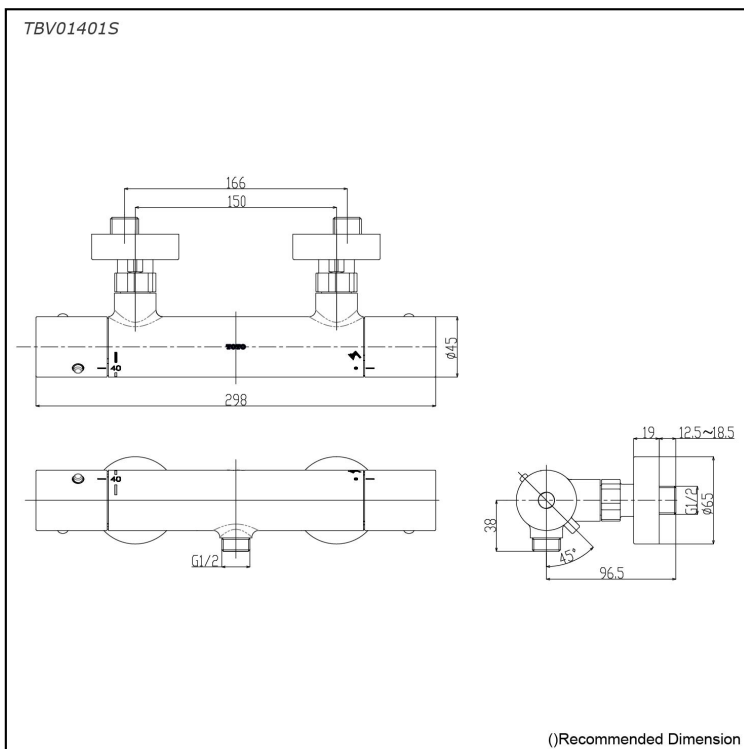 TBV01401S
166
150
TOTO
40
ø45
298
40
G1/2
19
12.5~18.5
38
45°
G1/2
ø65
96.5
()Recommended Dimension